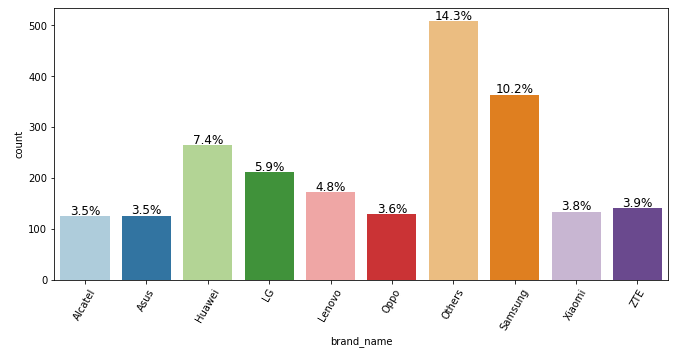 14.3%
500
10.2%
400
7.4%
300
5.9%
4.8%
200
3.5%
3.5%
3.6%
3.8%
3.9%
100
0
count
Alcatel
Asus
Huawei
LG
Lenovo
Oppo
Others
Samsung
Xiaomi
ZTE
brand_name